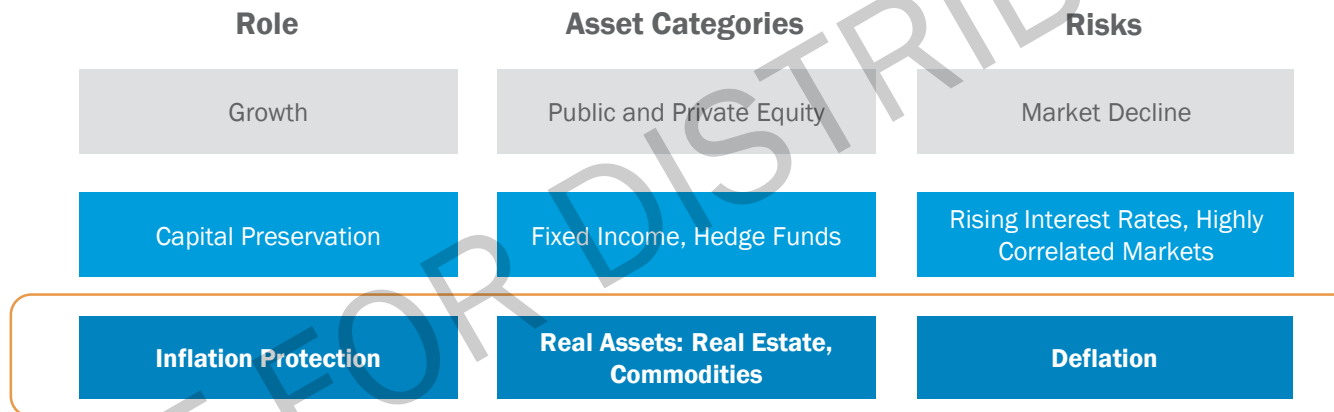 Role Asset Categories Risks
Growth Public and Private Equity Market Decline
Capital Preservation Fixed Income, Hedge Funds Rising Interest Rates, Highly
Correlated Markets
Inflation Protection Real Assets: Real Estate,
Commodities Deflation
FOR